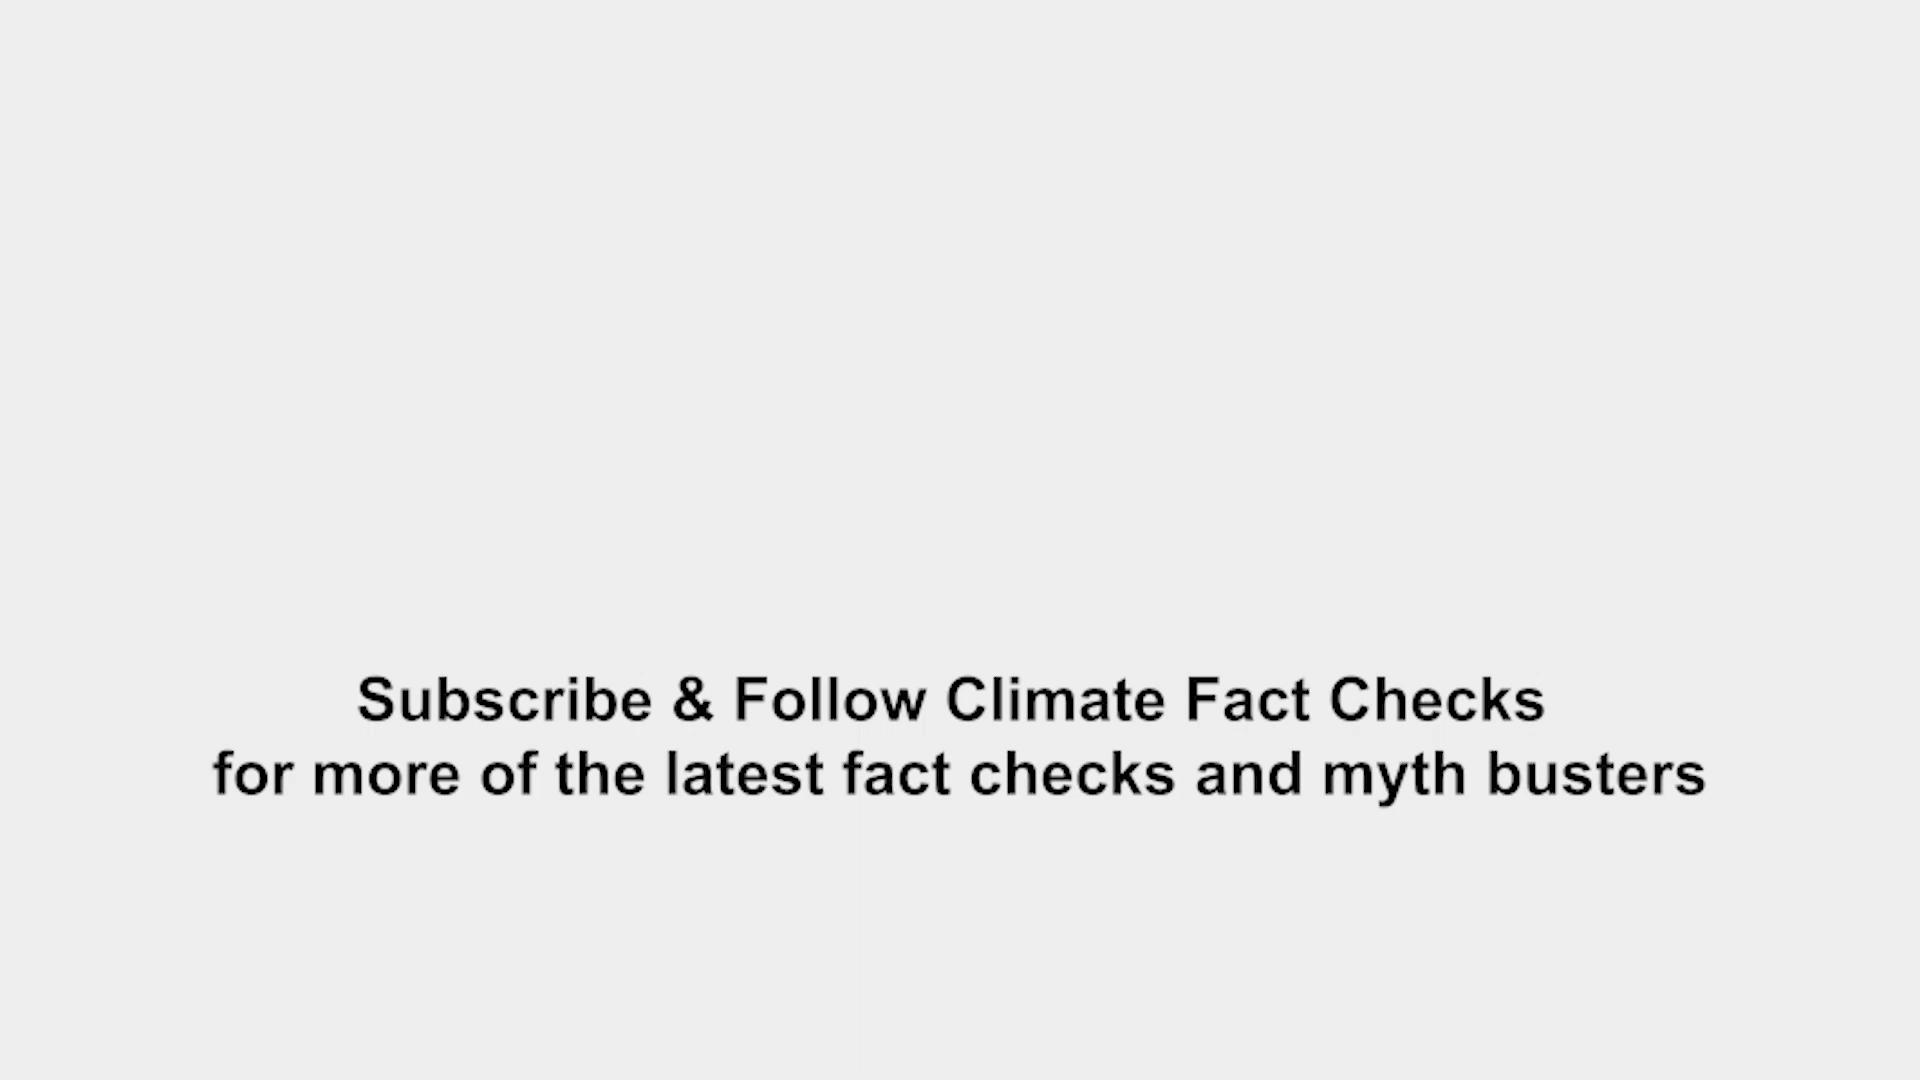 Subscribe & Follow Climate Fact Checks
for more of the latest fact checks and myth busters